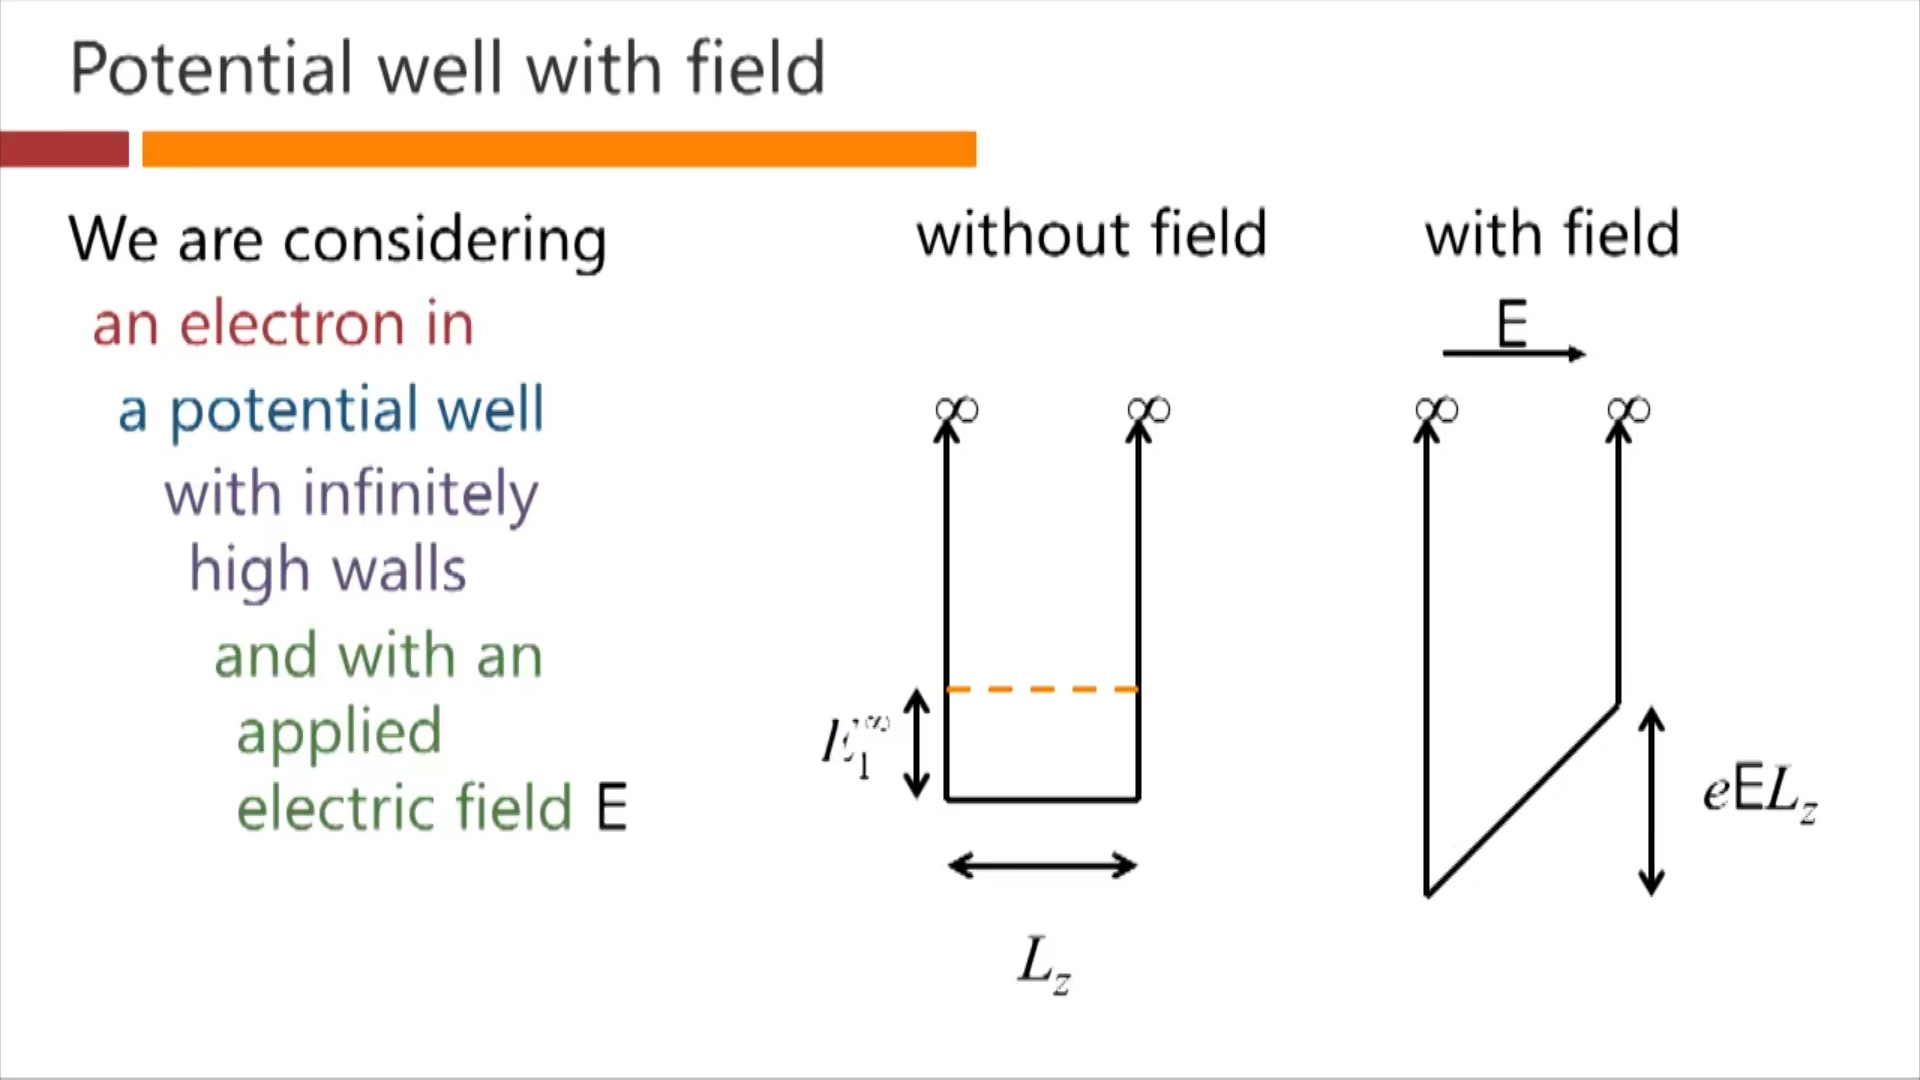 Potential well with field
We are considering
an electron in
a potential well
with infinitely
high walls
and with an
applied
electric field E
without field
with field
E
∞ ∞
∞ ∞
E₁^∞
L_z
eEL_z